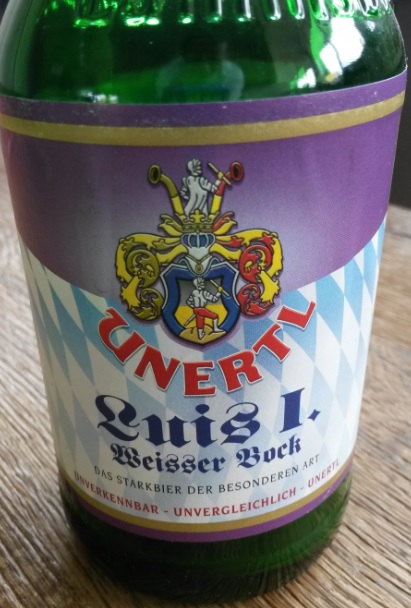 UNERTL
Luis I.
Weisser Bock
DAS STARKBIER DER BESONDEREN ART
UNVERKENNBAR - UNVERGLEICHLICH - UNERTL